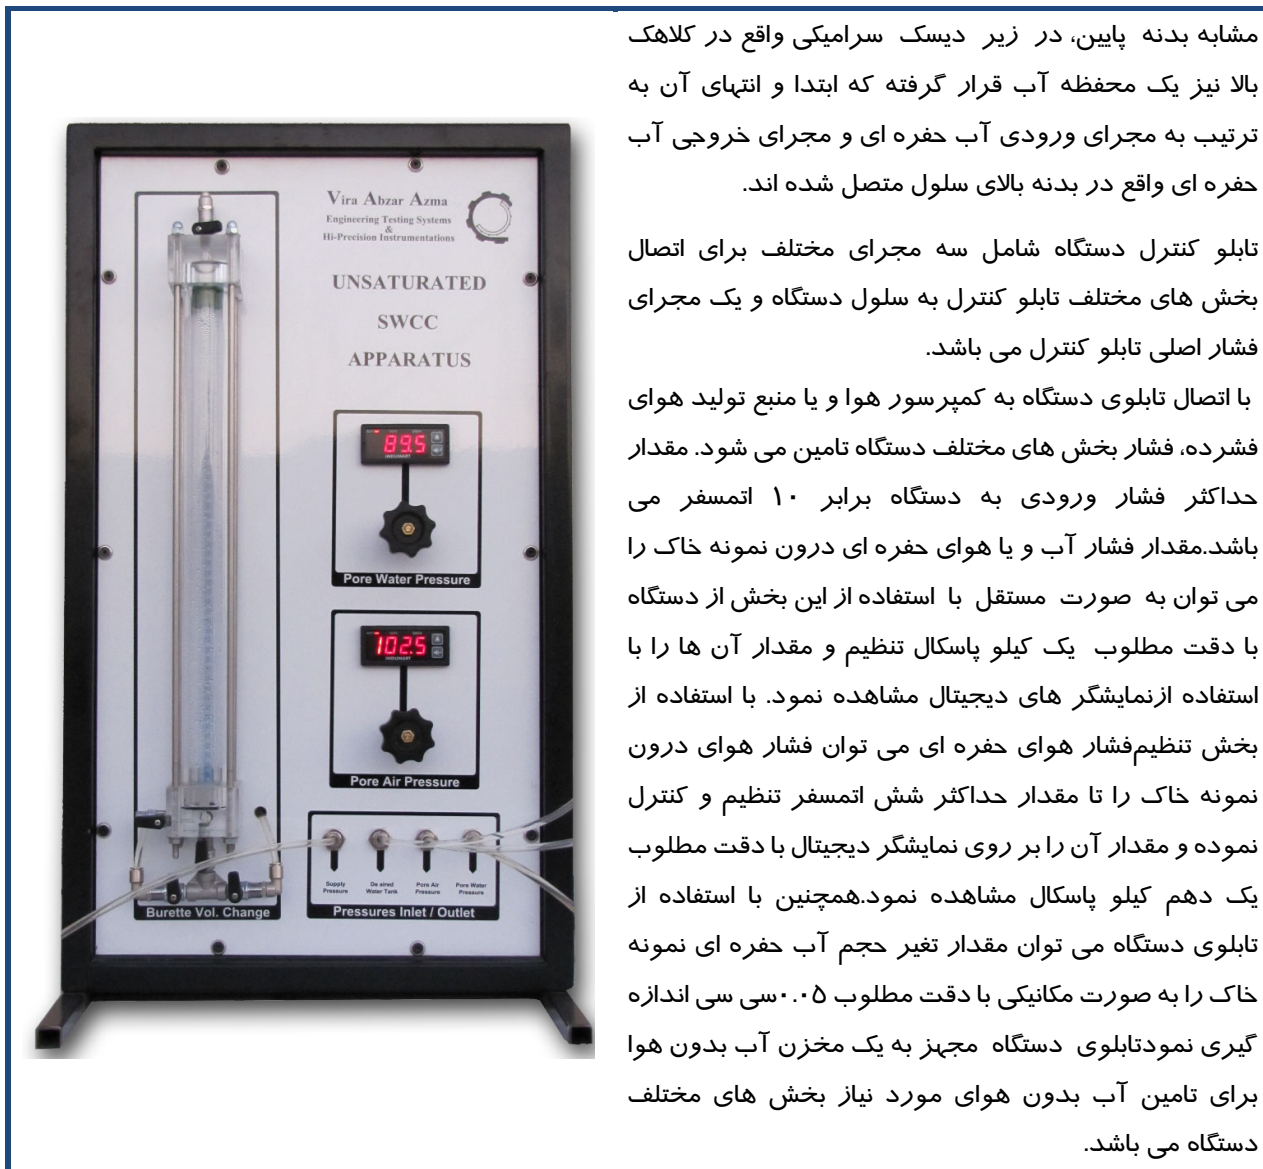 مشابه بدنه پایین، در زیر دیسک سرامیکی واقع در کلاهک
بالا نیز یک محفظه آب قرار گرفته که ابتدا و انتهای آن به
ترتیب به مجرای ورودی آب حفره ای و مجرای خروجی آب
حفره ای واقع در بدنه بالای سلول متصل شده اند.
تابلو کنترل دستگاه شامل سه مجرای مختلف برای اتصال
بخش های مختلف تابلو کنترل به سلول دستگاه و یک مجرای
فشار اصلی تابلو کنترل می باشد.
با اتصال تابلوی دستگاه به کمپرسور هوا و یا منبع تولید هوای
فشرده، فشار بخش های مختلف دستگاه تامین می شود. مقدار
حداکثر فشار ورودی به دستگاه برابر ۱۰ اتمسفر می
باشد.مقدار فشار آب و یا هوای حفره ای درون نمونه خاک را
می توان به صورت مستقل با استفاده از این بخش از دستگاه
با دقت مطلوب یک کیلو پاسکال تنظیم و مقدار آن ها را با
استفاده ازنمایشگر های دیجیتال مشاهده نمود. با استفاده از
بخش تنظیم‌فشار هوای حفره ای می توان فشار هوای درون
نمونه خاک را تا مقدار حداکثر شش اتمسفر تنظیم و کنترل
نموده و مقدار آن را بر روی نمایشگر دیجیتال با دقت مطلوب
یک دهم کیلو پاسکال مشاهده نمود.همچنین با استفاده از
تابلوی دستگاه می توان مقدار تغیر حجم آب حفره ای نمونه
خاک را به صورت مکانیکی با دقت مطلوب ۰.۰۵سی سی اندازه
گیری نمودتابلوی دستگاه مجهز به یک مخزن آب بدون هوا
برای تامین آب بدون هوای مورد نیاز بخش های مختلف
دستگاه می باشد.
Vira Abzar Azma
Engineering Testing Systems
&
Hi-Precision Instrumentations
UNSATURATED
SWCC
APPARATUS
89.5
INDUMART
Pore Water Pressure
102.5
INDUMART
Pore Air Pressure
Supply Pressure
De aired Water Tank
Pore Air Pressure
Pore Water Pressure
Burette Vol. Change
Pressures Inlet / Outlet